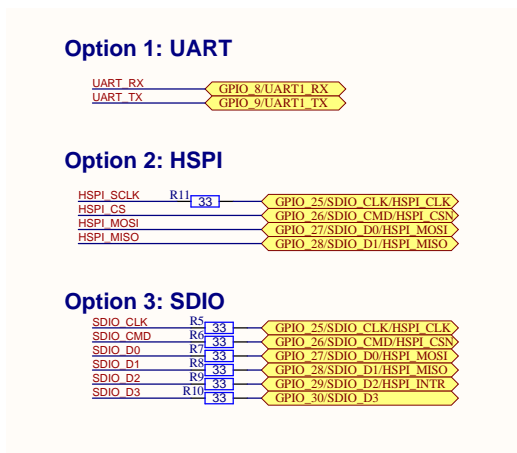 Option 1: UART
UART_RX GPIO_8/UART1_RX
UART_TX GPIO_9/UART1_TX
Option 2: HSPI
HSPI_SCLK R11 33 GPIO_25/SDIO_CLK/HSPI_CLK
HSPI_CS GPIO_26/SDIO_CMD/HSPI_CSN
HSPI_MOSI GPIO_27/SDIO_D0/HSPI_MOSI
HSPI_MISO GPIO_28/SDIO_D1/HSPI_MISO
Option 3: SDIO
SDIO_CLK R5 33 GPIO_25/SDIO_CLK/HSPI_CLK
SDIO_CMD R6 33 GPIO_26/SDIO_CMD/HSPI_CSN
SDIO_D0 R7 33 GPIO_27/SDIO_D0/HSPI_MOSI
SDIO_D1 R8 33 GPIO_28/SDIO_D1/HSPI_MISO
SDIO_D2 R9 33 GPIO_29/SDIO_D2/HSPI_INTR
SDIO_D3 R10 33 GPIO_30/SDIO_D3